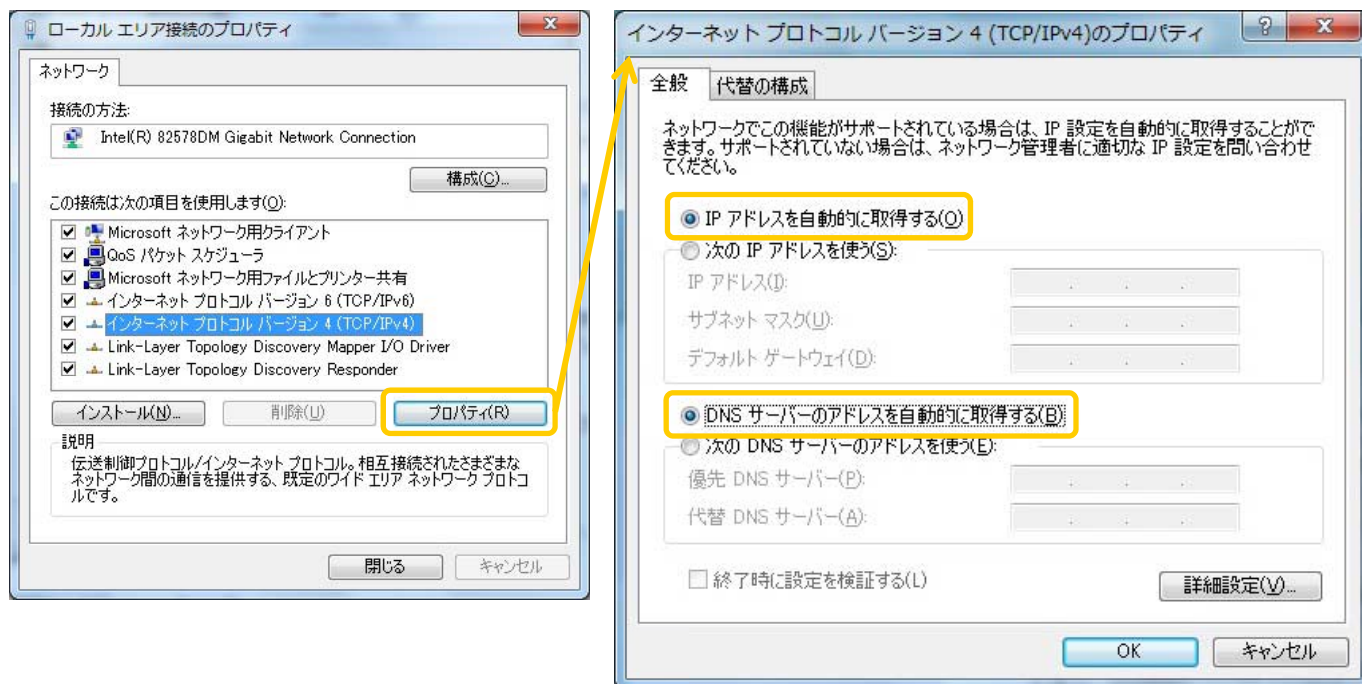 ローカル エリア接続のプロパティ
ネットワーク
接続の方法:
Intel(R) 82578DM Gigabit Network Connection
構成(C)...
この接続は次の項目を使用します(O):
Microsoft ネットワーク用クライアント
QoS パケット スケジューラ
Microsoft ネットワーク用ファイルとプリンター共有
インターネット プロトコル バージョン 6 (TCP/IPv6)
インターネット プロトコル バージョン 4 (TCP/IPv4)
Link-Layer Topology Discovery Mapper I/O Driver
Link-Layer Topology Discovery Responder
インストール(N)...
削除(U)
プロパティ(R)
説明
伝送制御プロトコル/インターネット プロトコル。相互接続されたさまざまな
ネットワーク間の通信を提供する、既定のワイド エリア ネットワーク プロトコ
ルです。
閉じる
キャンセル
インターネット プロトコル バージョン 4 (TCP/IPv4)のプロパティ
全般
代替の構成
ネットワークでこの機能がサポートされている場合は、IP 設定を自動的に取得することがで
きます。サポートされていない場合は、ネットワーク管理者に適切な IP 設定を問い合わせ
てください。
IP アドレスを自動的に取得する(O)
次の IP アドレスを使う(S):
IP アドレス(I):
サブネット マスク(U):
デフォルト ゲートウェイ(D):
DNS サーバーのアドレスを自動的に取得する(B)
次の DNS サーバーのアドレスを使う(E):
優先 DNS サーバー(P):
代替 DNS サーバー(A):
終了時に設定を検証する(L)
詳細設定(V)...
OK
キャンセル